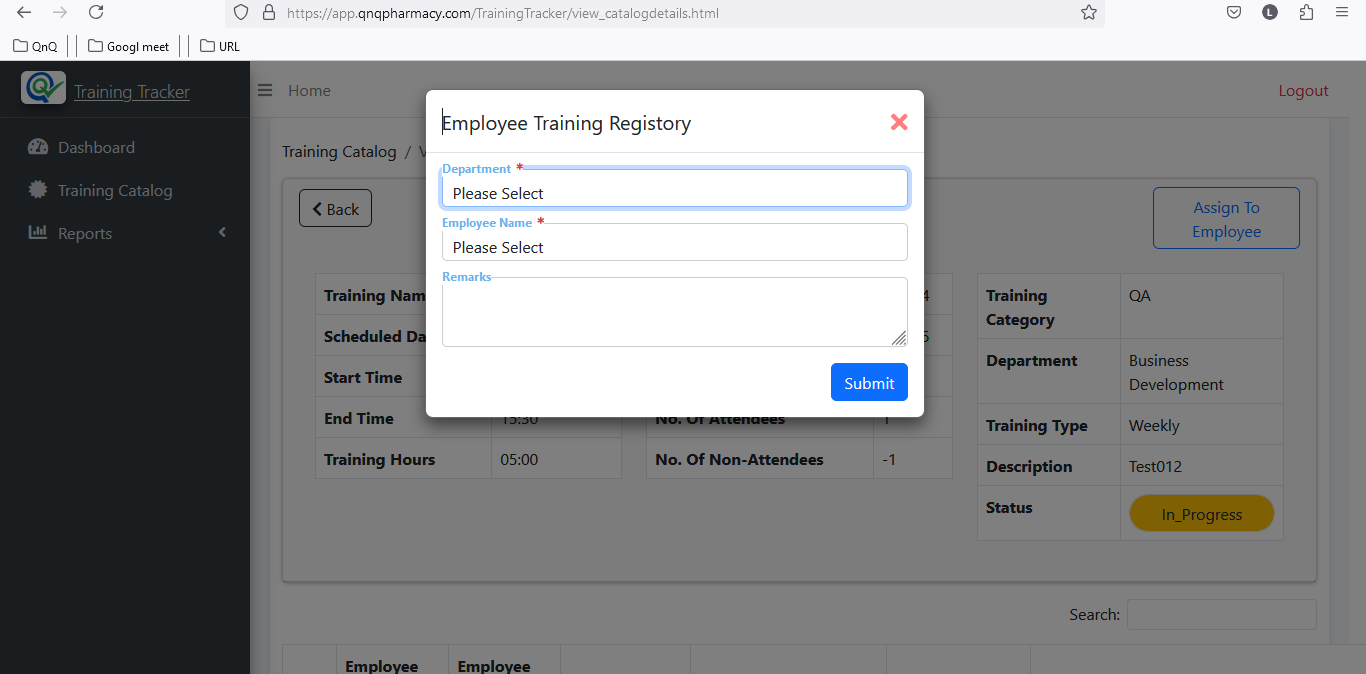 https://app.qnqpharmacy.com/TrainingTracker/view_catalogdetails.html
L
QnQ
Googl meet
URL
Training Tracker
Home
Logout
Dashboard
Training Catalog
Reports
Training Catalog /
Back
Assign To
Employee
Employee Training Registory
Department *
Please Select
Employee Name *
Please Select
Remarks
Submit
Training Nam
Scheduled Da
Start Time
End Time 15:30
Training Hours 05:00
4
5
No. Of Attendees 1
No. Of Non-Attendees -1
Training
Category
QA
Department
Business
Development
Training Type Weekly
Description Test012
Status In_Progress
Search:
Employee Employee